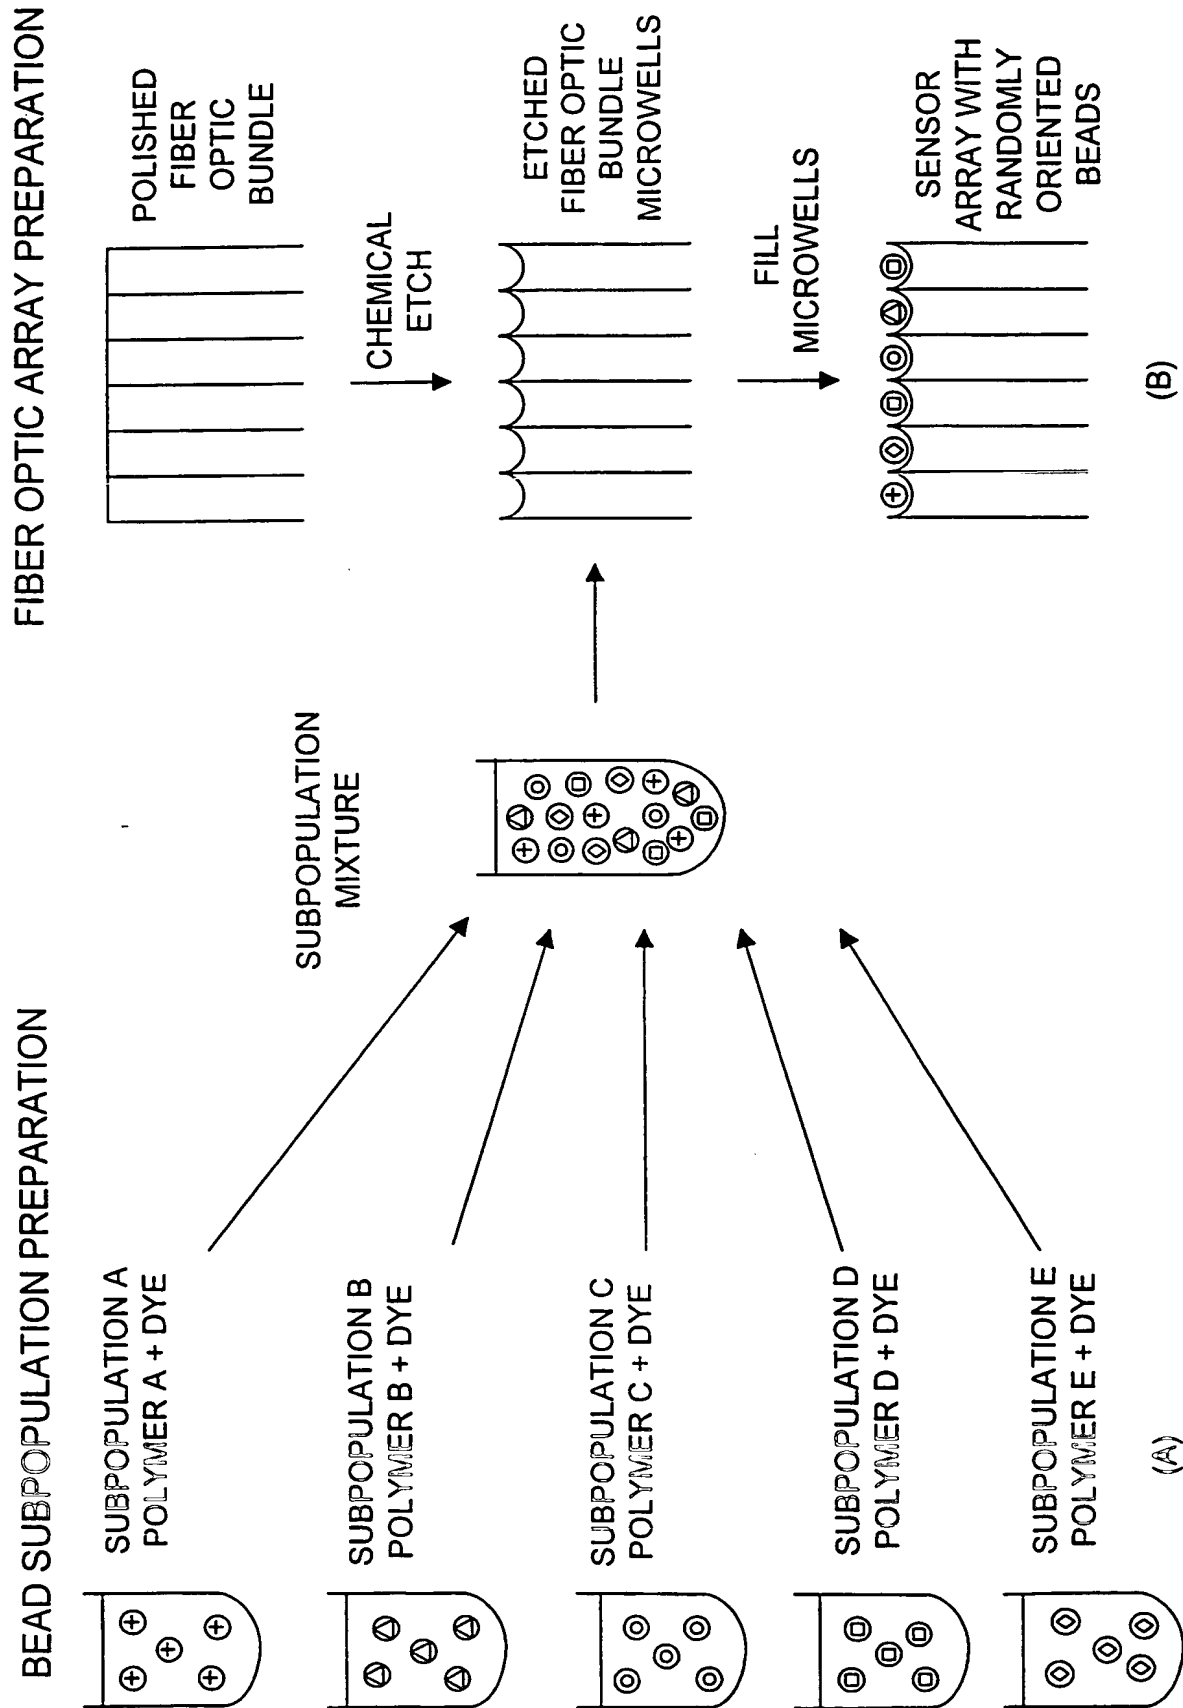 BEAD SUBPOPULATION PREPARATION
SUBPOPULATION A
POLYMER A + DYE
SUBPOPULATION B
POLYMER B + DYE
SUBPOPULATION C
POLYMER C + DYE
SUBPOPULATION D
POLYMER D + DYE
SUBPOPULATION E
POLYMER E + DYE
(A)
SUBPOPULATION
MIXTURE
FIBER OPTIC ARRAY PREPARATION
POLISHED
FIBER
OPTIC
BUNDLE
CHEMICAL
ETCH
ETCHED
FIBER OPTIC
BUNDLE
MICROWELLS
FILL
MICROWELLS
SENSOR
ARRAY WITH
RANDOMLY
ORIENTED
BEADS
(B)